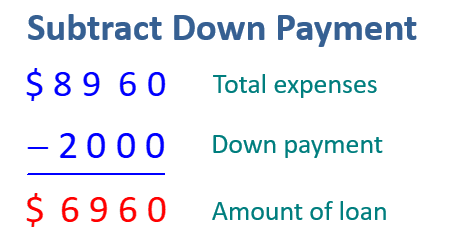 Subtract Down Payment
$ 8 9 6 0 Total expenses
– 2 0 0 0 Down payment
$ 6 9 6 0 Amount of loan